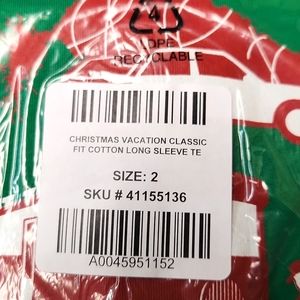 4
LDPE
RECYCLABLE
CHRISTMAS VACATION CLASSIC
FIT COTTON LONG SLEEVE TE
SIZE: 2
SKU # 41155136
A0045951152